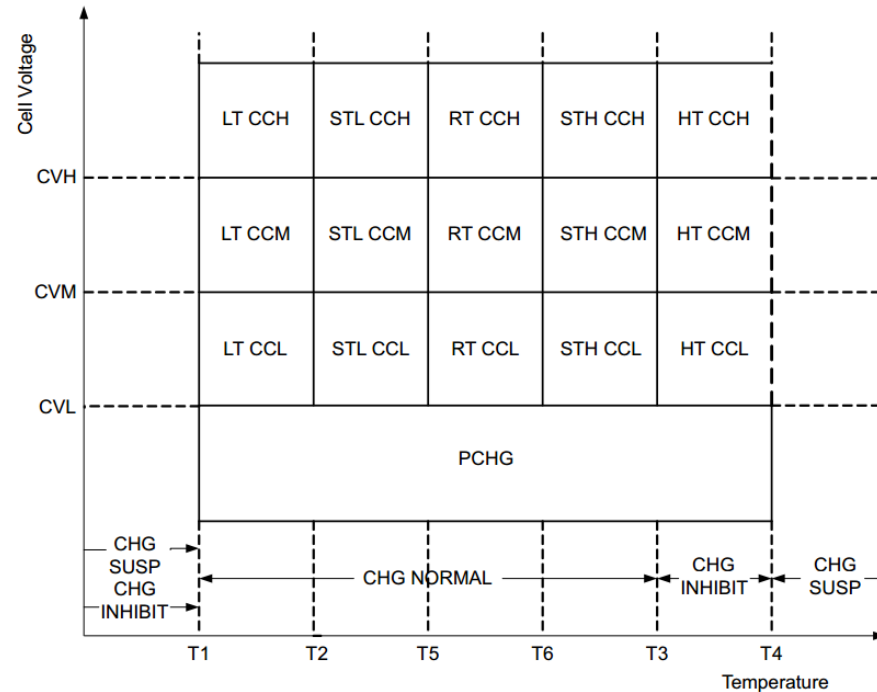 Cell Voltage
LT CCH STL CCH RT CCH STH CCH HT CCH
CVH
LT CCM STL CCM RT CCM STH CCM HT CCM
CVM
LT CCL STL CCL RT CCL STH CCL HT CCL
CVL
PCHG
CHG
SUSP
CHG
INHIBIT
CHG NORMAL
CHG
INHIBIT
CHG
SUSP
T1 T2 T5 T6 T3 T4
Temperature